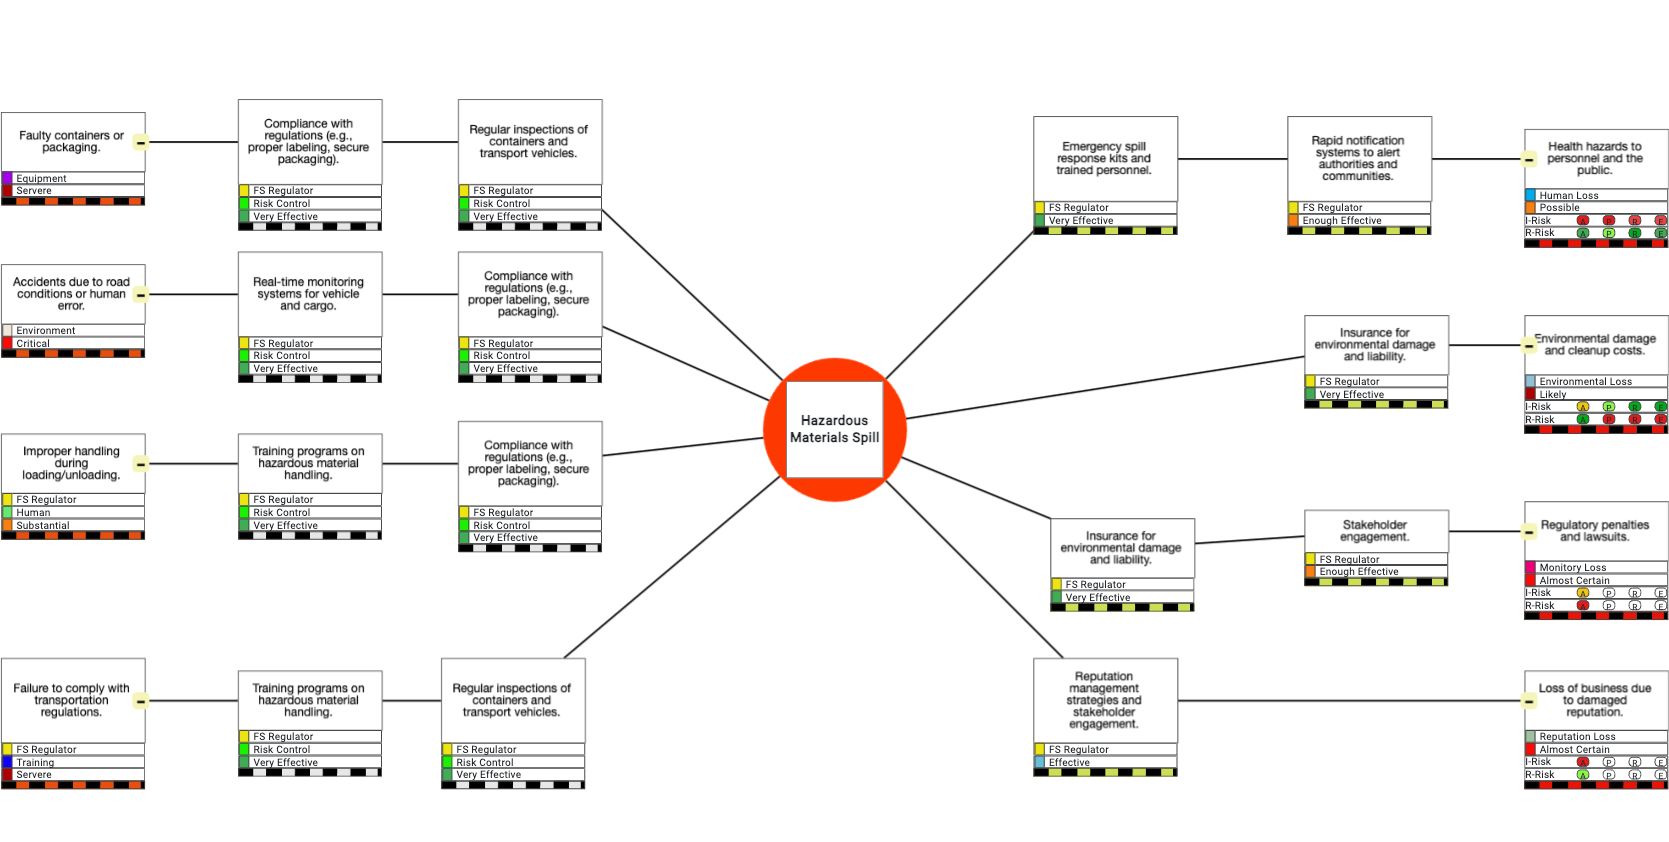 Faulty containers or
packaging.
Equipment
Servere
Compliance with
regulations (e.g.,
proper labeling, secure
packaging).
FS Regulator
Risk Control
Very Effective
Regular inspections of
containers and
transport vehicles.
FS Regulator
Risk Control
Very Effective
Accidents due to road
conditions or human
error.
Environment
Critical
Real-time monitoring
systems for vehicle
and cargo.
FS Regulator
Risk Control
Very Effective
Compliance with
regulations (e.g.,
proper labeling, secure
packaging).
FS Regulator
Risk Control
Very Effective
Improper handling
during
loading/unloading.
FS Regulator
Human
Substantial
Training programs on
hazardous material
handling.
FS Regulator
Risk Control
Very Effective
Compliance with
regulations (e.g.,
proper labeling, secure
packaging).
FS Regulator
Risk Control
Very Effective
Failure to comply with
transportation
regulations.
FS Regulator
Training
Servere
Training programs on
hazardous material
handling.
FS Regulator
Risk Control
Very Effective
Regular inspections of
containers and
transport vehicles.
FS Regulator
Risk Control
Very Effective
Hazardous
Materials Spill
Emergency spill
response kits and
trained personnel.
FS Regulator
Very Effective
Rapid notification
systems to alert
authorities and
communities.
FS Regulator
Enough Effective
Health hazards to
personnel and the
public.
Human Loss
Possible
I-Risk A P R E
R-Risk A P R E
Insurance for
environmental damage
and liability.
FS Regulator
Very Effective
Environmental damage
and cleanup costs.
Environmental Loss
Likely
I-Risk A P R E
R-Risk A P R E
Insurance for
environmental damage
and liability.
FS Regulator
Very Effective
Stakeholder
engagement.
FS Regulator
Enough Effective
Regulatory penalties
and lawsuits.
Monitory Loss
Almost Certain
I-Risk A P R E
R-Risk A P R E
Reputation
management
strategies and
stakeholder
engagement.
FS Regulator
Effective
Loss of business due
to damaged
reputation.
Reputation Loss
Almost Certain
I-Risk A P R E
R-Risk A P R E